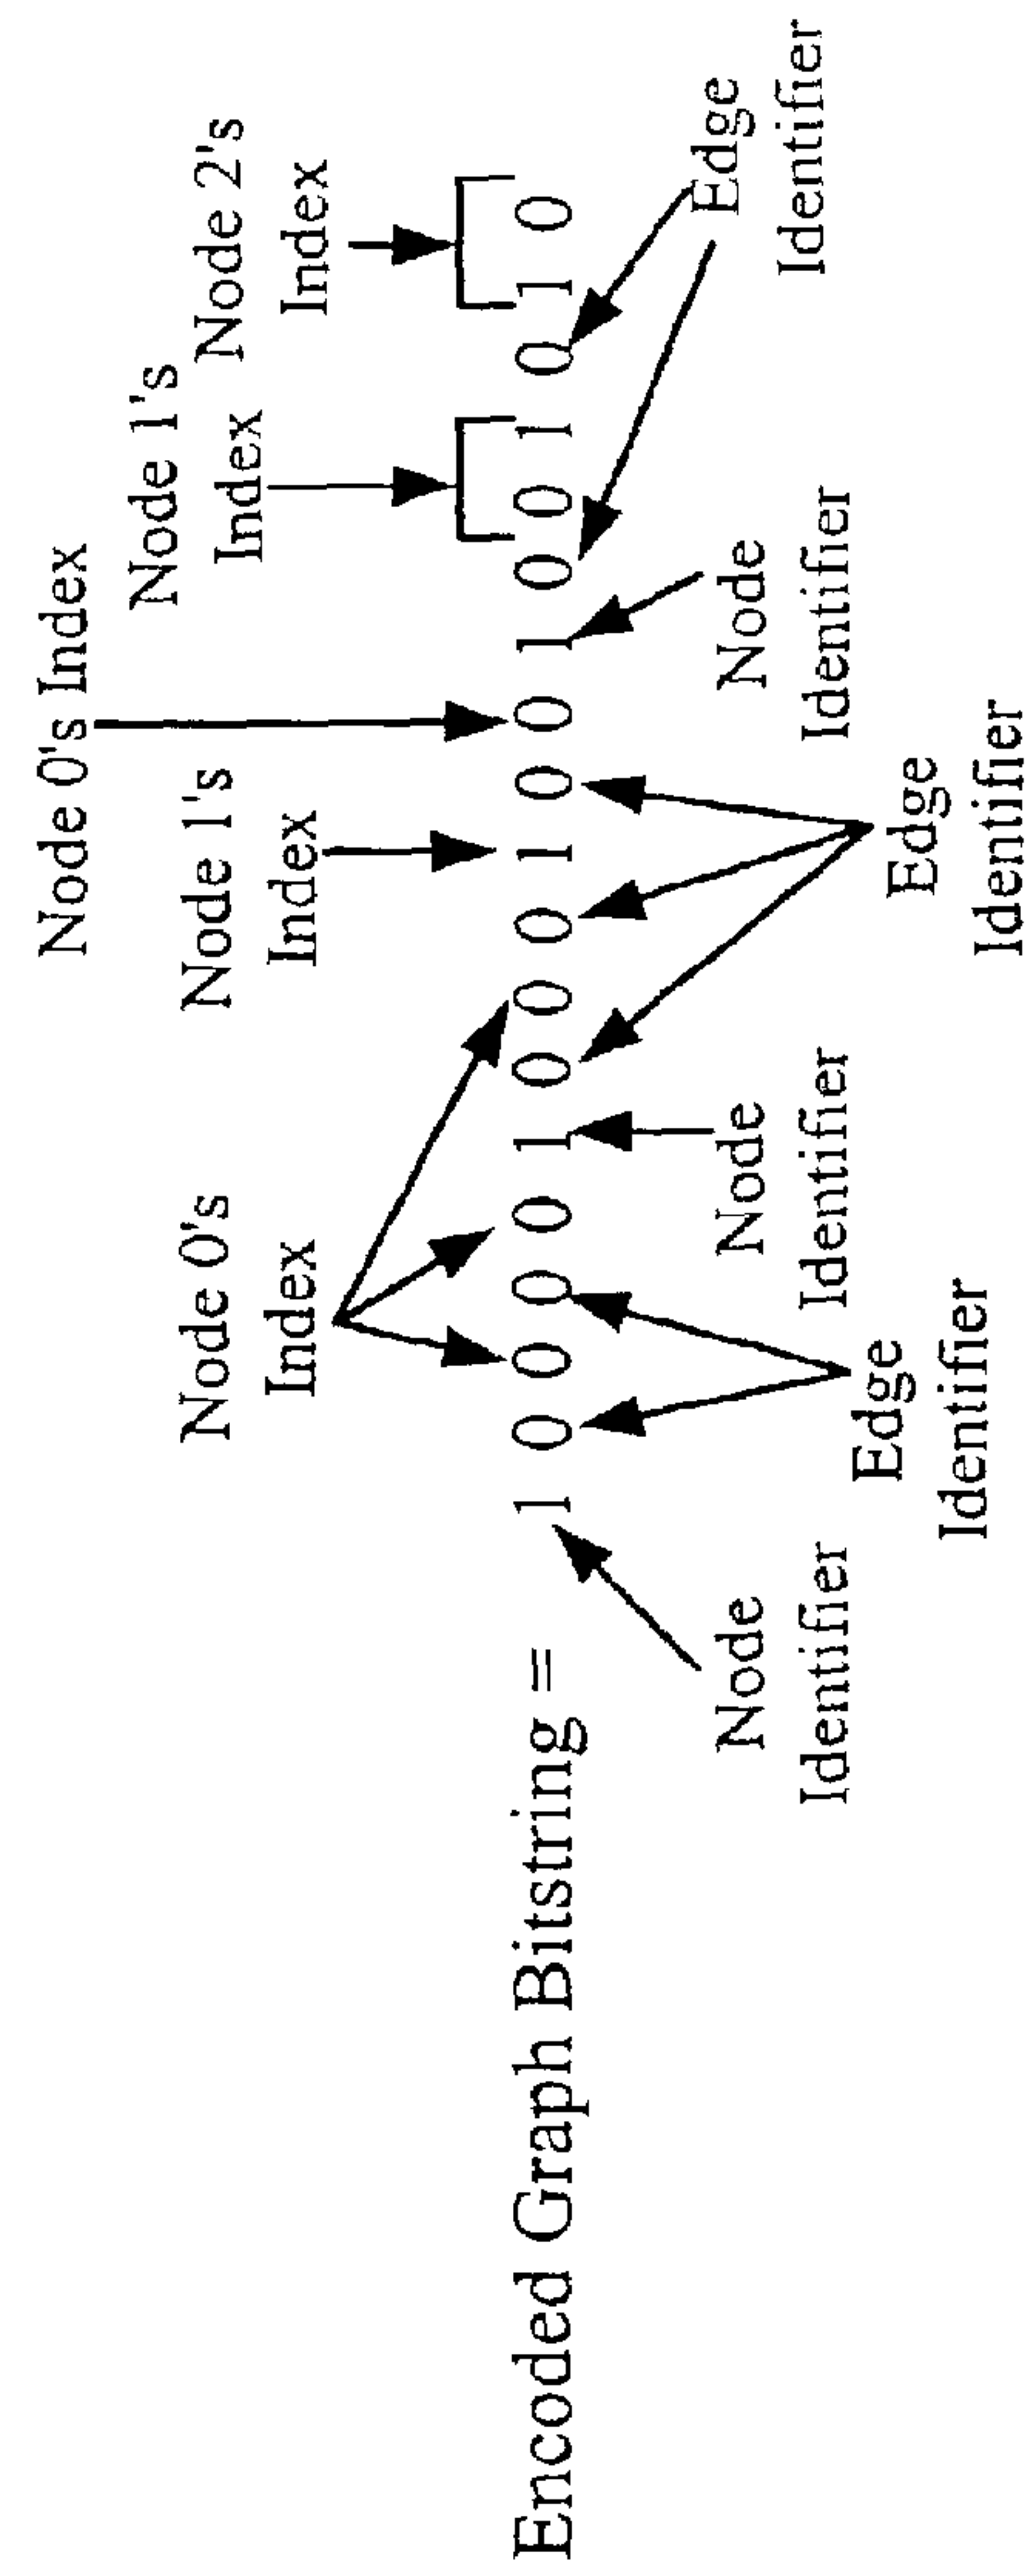 Node 0's Index
Node 0's
Index
Node 1's
Index
Node 1's
Index
Node 2's
Index
Encoded Graph Bitstring = 1 0 0 0 0 1 0 0 0 1 0 0 1 0 0 1 0 1 0
Node
Identifier
Edge
Identifier
Node
Identifier
Edge
Identifier
Node
Identifier
Edge
Identifier